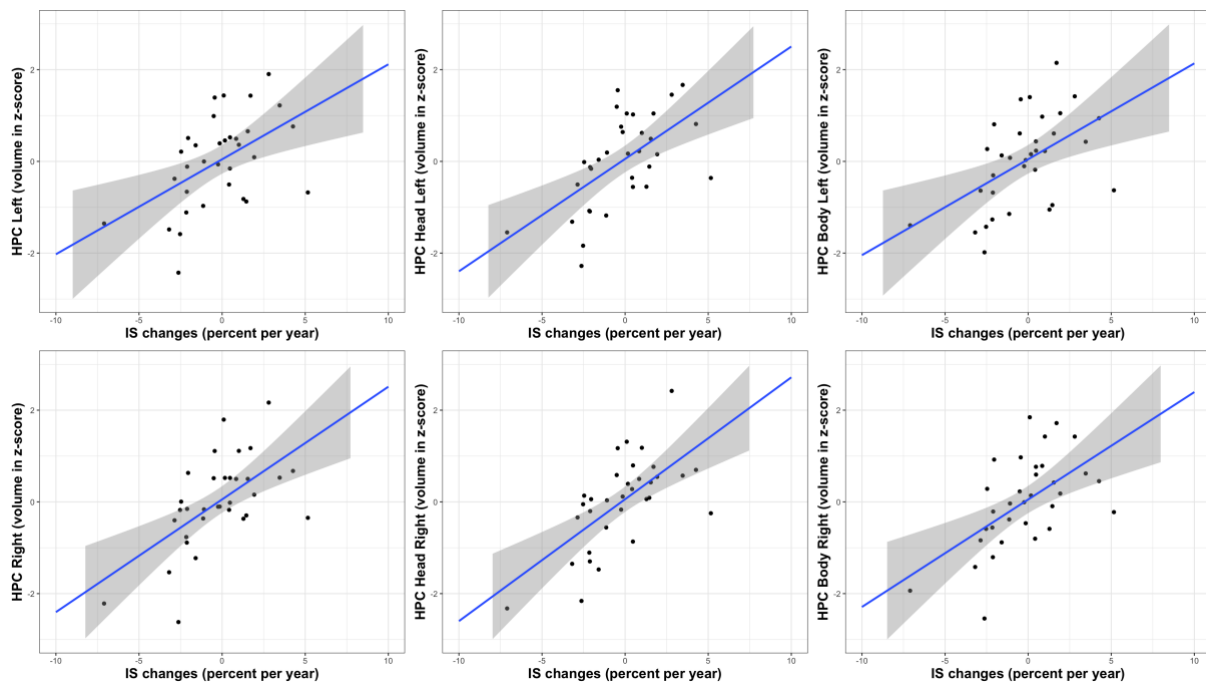 HPC Left (volume in z-score)
2
0
-2
-10 -5 0 5 10
IS changes (percent per year)
HPC Head Left (volume in z-score)
2
0
-2
-10 -5 0 5 10
IS changes (percent per year)
HPC Body Left (volume in z-score)
2
0
-2
-10 -5 0 5 10
IS changes (percent per year)
HPC Right (volume in z-score)
2
0
-2
-10 -5 0 5 10
IS changes (percent per year)
HPC Head Right (volume in z-score)
2
0
-2
-10 -5 0 5 10
IS changes (percent per year)
HPC Body Right (volume in z-score)
2
0
-2
-10 -5 0 5 10
IS changes (percent per year)